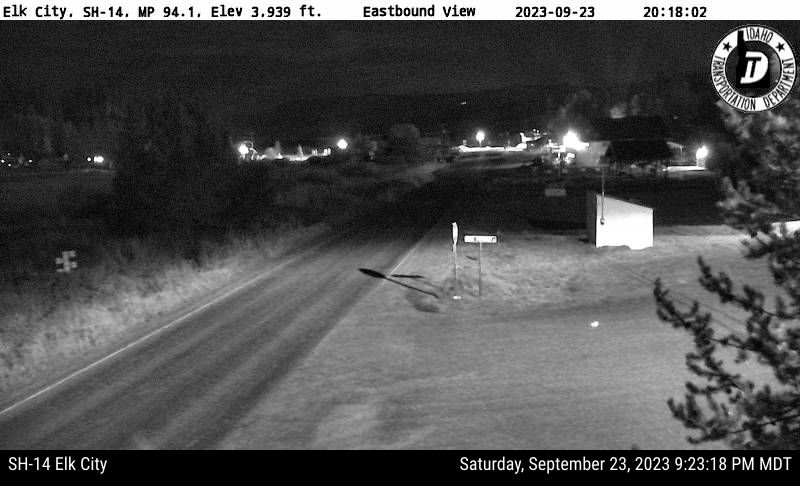 Elk City, SH-14, MP 94.1, Elev 3,939 ft. Eastbound View 2023-09-23 20:18:02
IDAHO
TRANSPORTATION DEPARTMENT
SH-14 Elk City Saturday, September 23, 2023 9:23:18 PM MDT